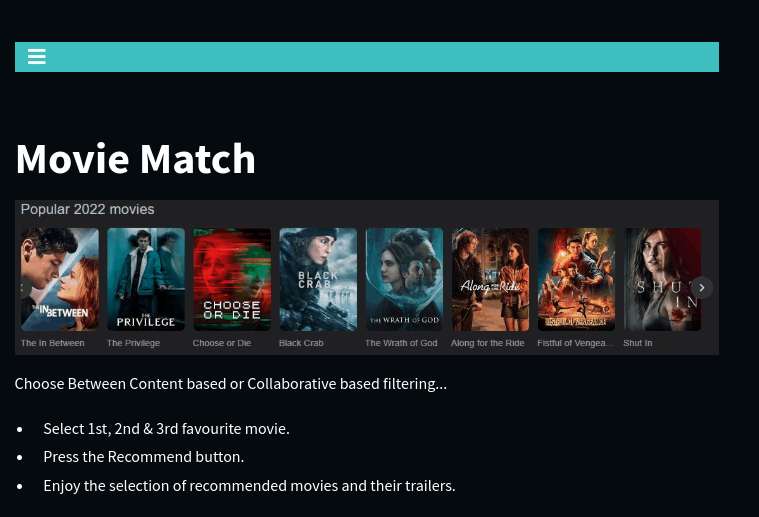 Movie Match
Popular 2022 movies
THE IN BETWEEN
THE PRIVILEGE
CHOOSE OR DIE
BLACK CRAB
THE WRATH OF GOD
Along for the Ride
FISTFUL OF VENGEANCE
SHUT IN
The In Between
The Privilege
Choose or Die
Black Crab
The Wrath of God
Along for the Ride
Fistful of Vengea...
Shut In
Choose Between Content based or Collaborative based filtering...
Select 1st, 2nd & 3rd favourite movie.
Press the Recommend button.
Enjoy the selection of recommended movies and their trailers.